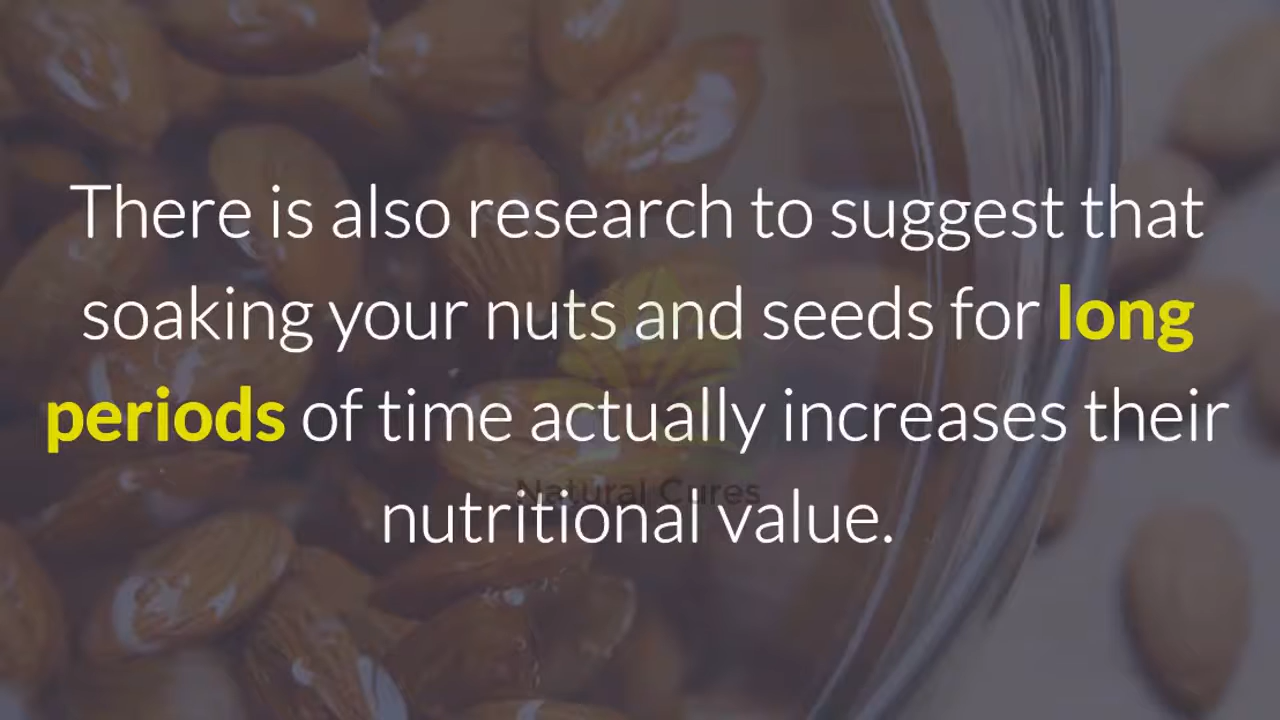 There is also research to suggest that
soaking your nuts and seeds for long
periods of time actually increases their
Natural Cures
nutritional value.